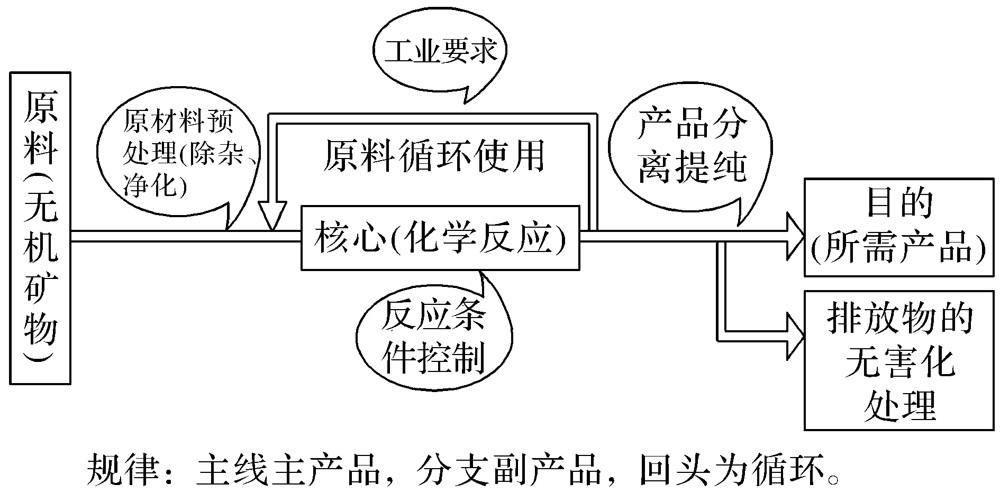 工业要求
原料(无机矿物)
原材料预
处理(除杂、
净化)
原料循环使用
产品分
离提纯
核心(化学反应)
反应条
件控制
目的
(所需产品)
排放物的
无害化
处理
规律：主线主产品，分支副产品，回头为循环。